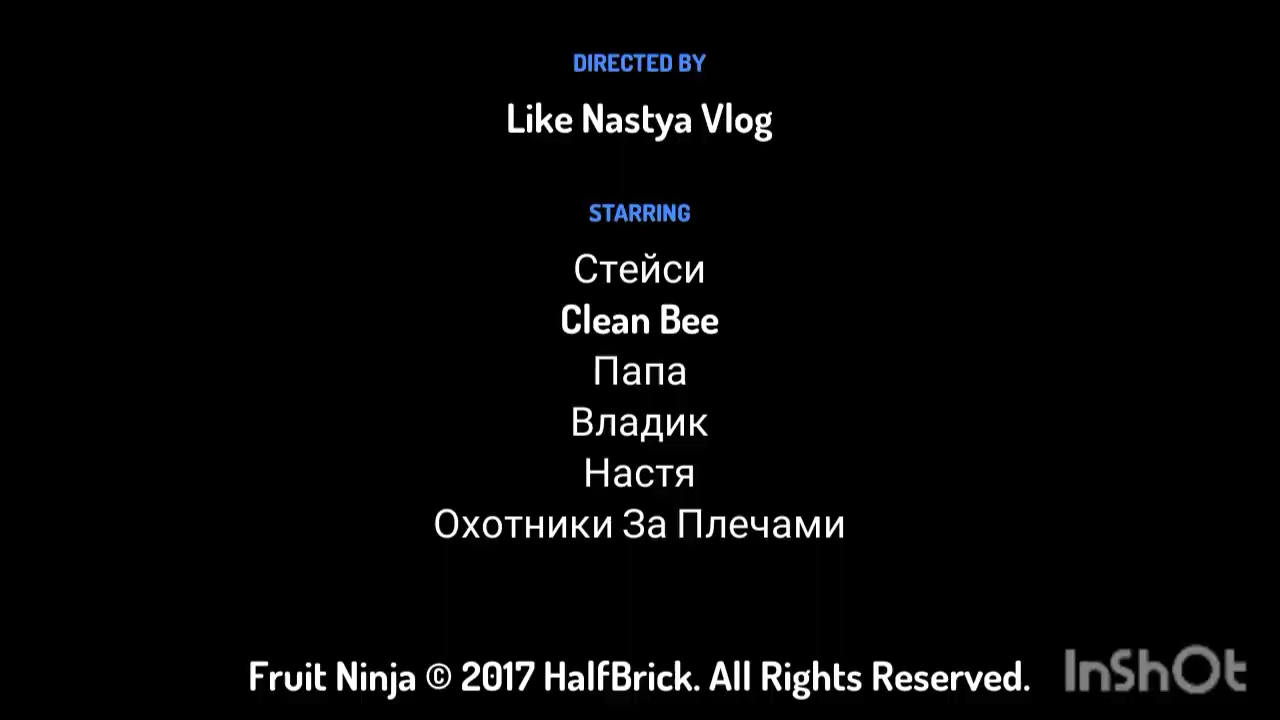 DIRECTED BY
Like Nastya Vlog
STARRING
Стейси
Clean Bee
Папа
Владик
Настя
Охотники За Плечами
Fruit Ninja © 2017 HalfBrick. All Rights Reserved.
InShOt